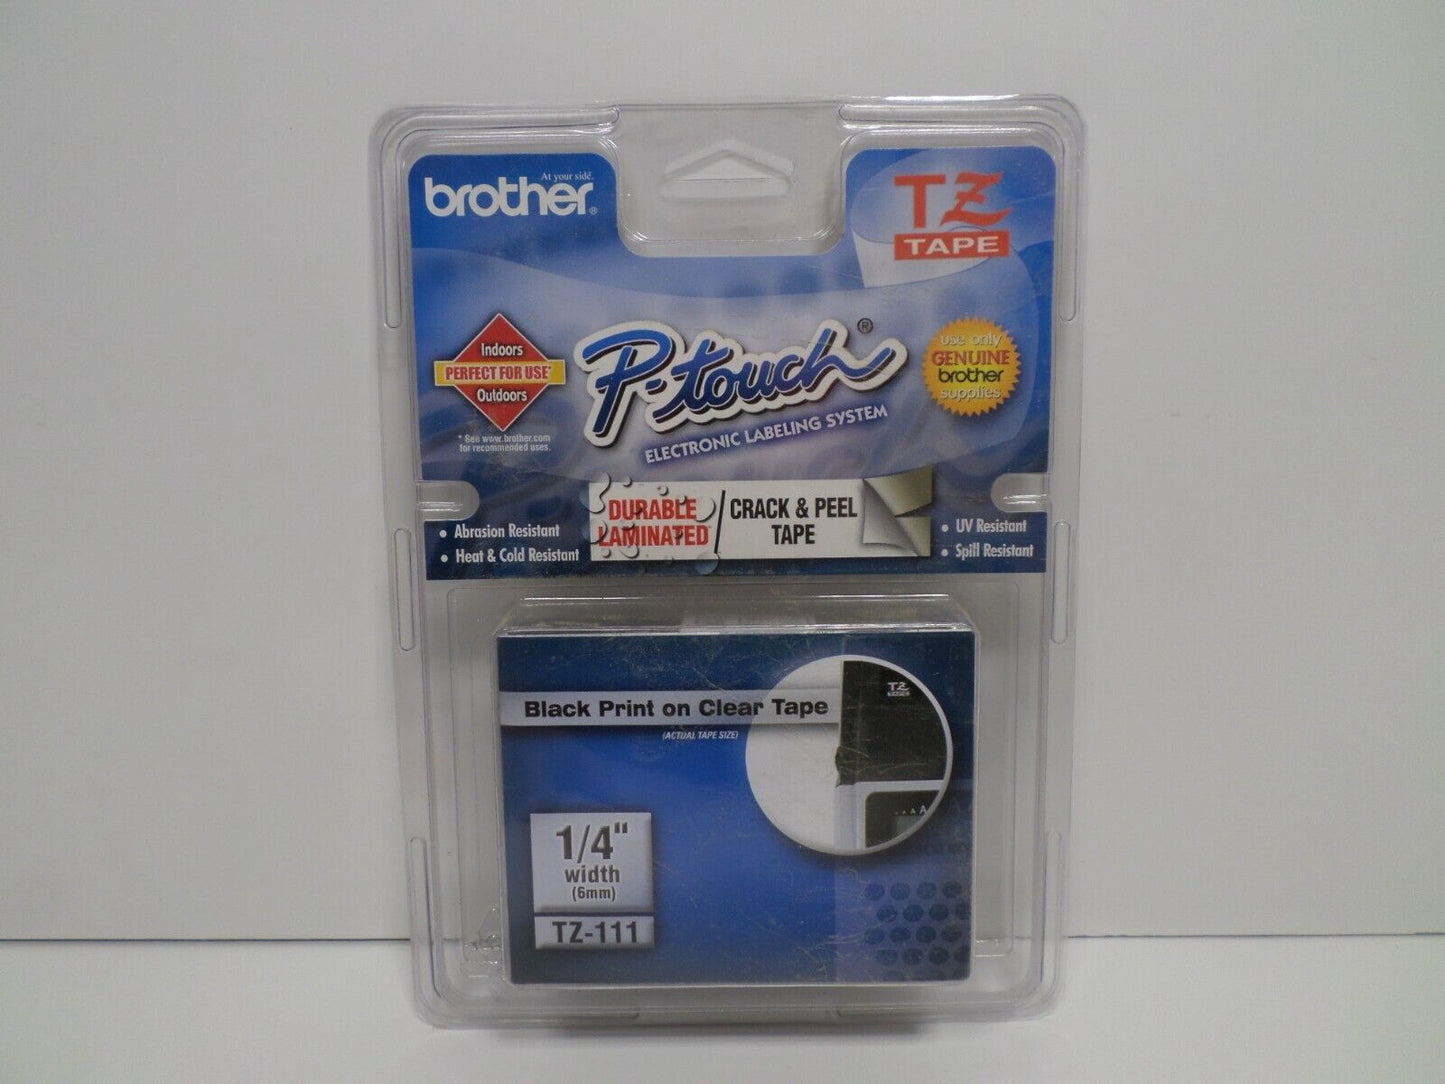 At your side.
brother®
TZ
TAPE
Indoors
PERFECT FOR USE*
Outdoors
* See www.brother.com
for recommended uses.
P-touch®
ELECTRONIC LABELING SYSTEM
use only
GENUINE
brother
supplies
• Abrasion Resistant
• Heat & Cold Resistant
DURABLE
LAMINATED
CRACK & PEEL
TAPE
• UV Resistant
• Spill Resistant
Black Print on Clear Tape
(ACTUAL TAPE SIZE)
TZ
TAPE
1/4"
width
(6mm)
TZ-111